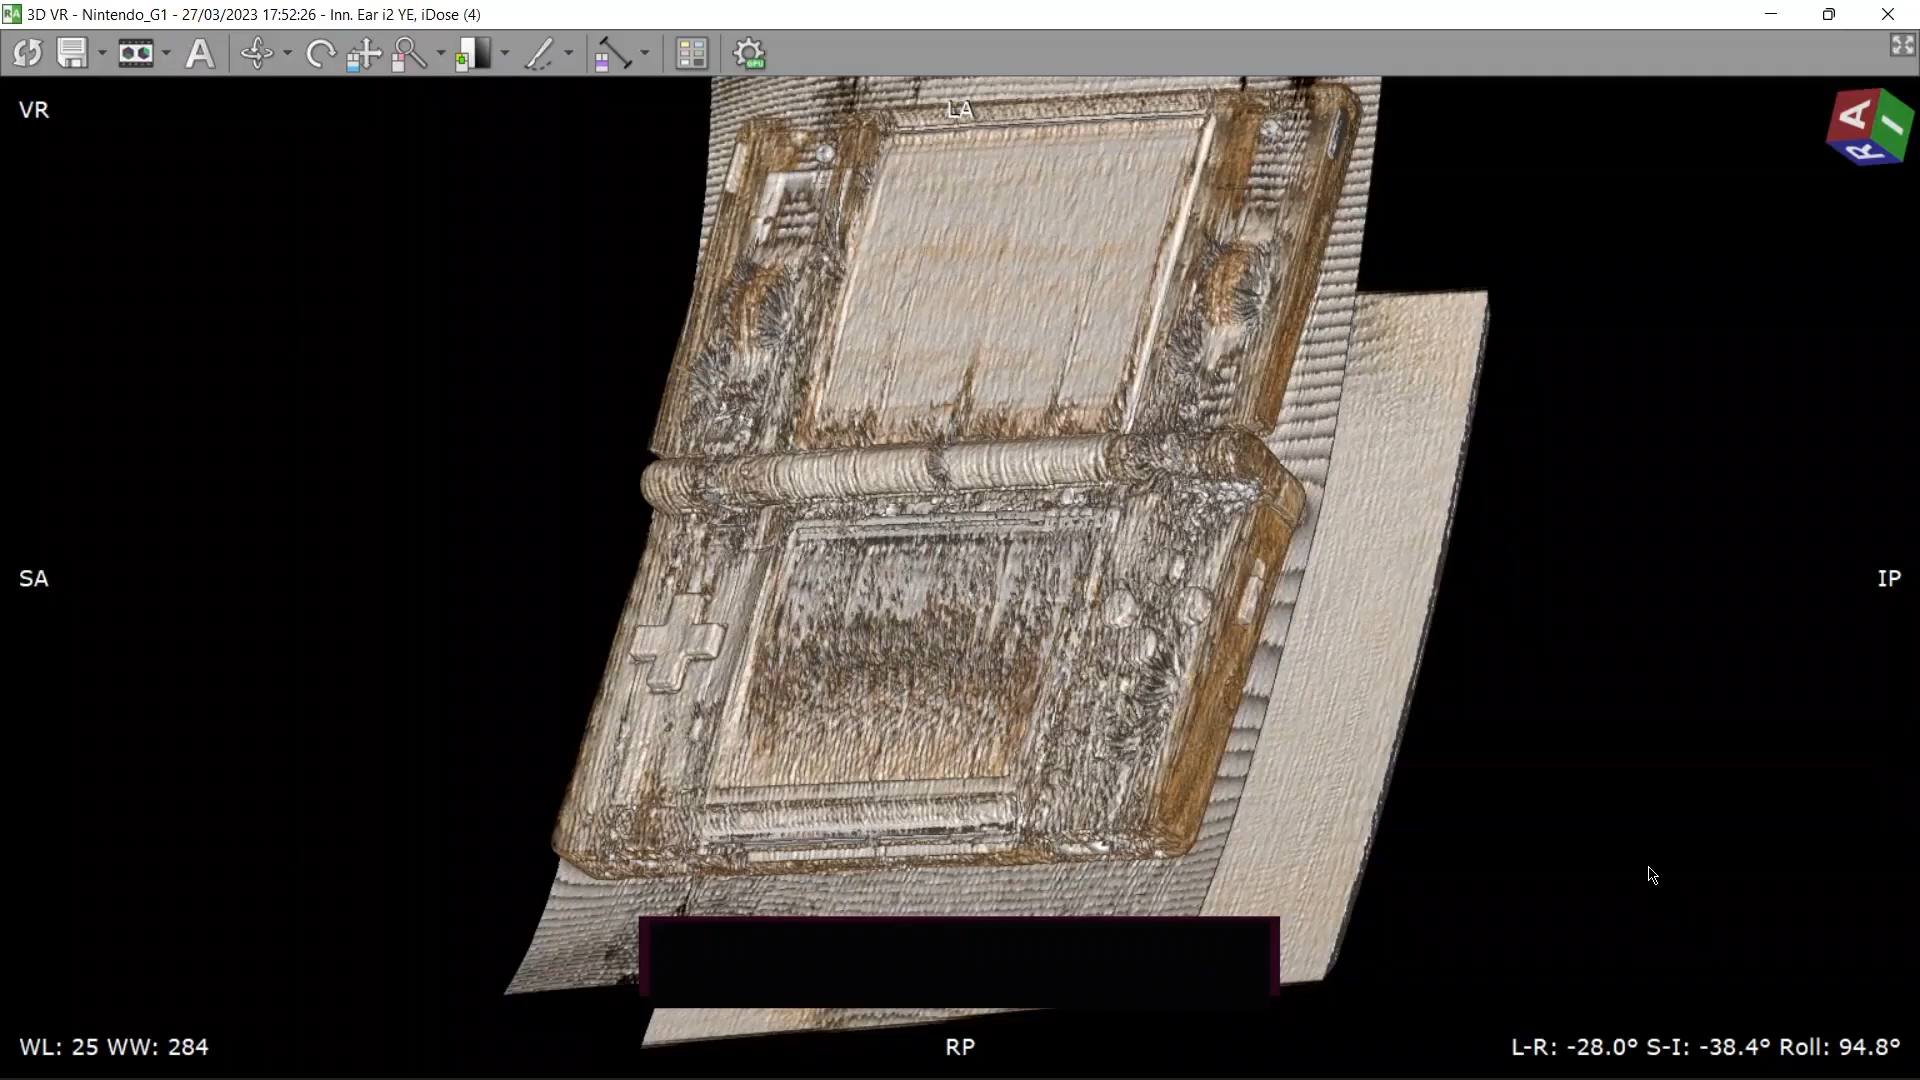 3D VR - Nintendo_G1 - 27/03/2023 17:52:26 - Inn. Ear i2 YE, iDose (4)
VR
LA
A
I
R
SA
IP
WL: 25 WW: 284
RP
L-R: -28.0° S-I: -38.4° Roll: 94.8°